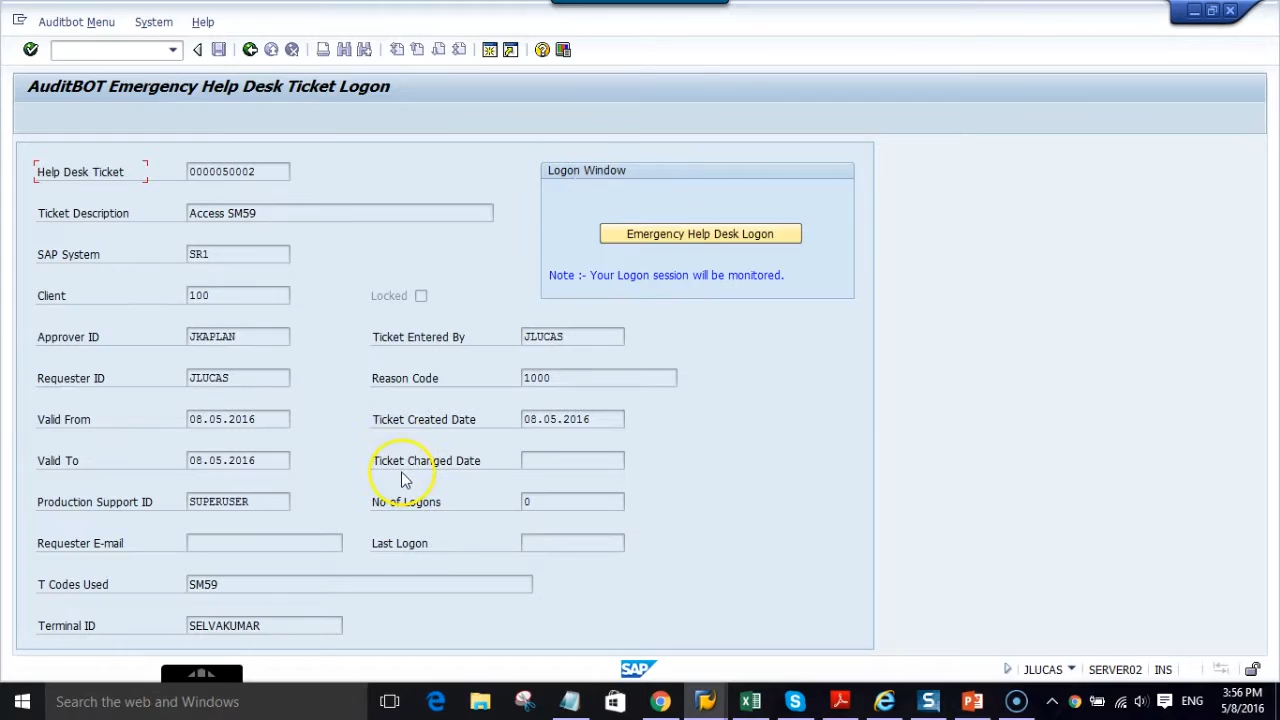 Auditbot Menu System Help
AuditBOT Emergency Help Desk Ticket Logon
Help Desk Ticket 0000050002
Logon Window
Ticket Description Access SM59
Emergency Help Desk Logon
SAP System SR1
Note :- Your Logon session will be monitored.
Client 100 Locked
Approver ID JKAPLAN Ticket Entered By JLUCAS
Requester ID JLUCAS Reason Code 1000
Valid From 08.05.2016 Ticket Created Date 08.05.2016
Valid To 08.05.2016 Ticket Changed Date
Production Support ID SUPERUSER No of Logons 0
Requester E-mail Last Logon
T Codes Used SM59
Terminal ID SELVAKUMAR
SAP JLUCAS SERVER02 INS
Search the web and Windows ENG 3:56 PM
5/8/2016